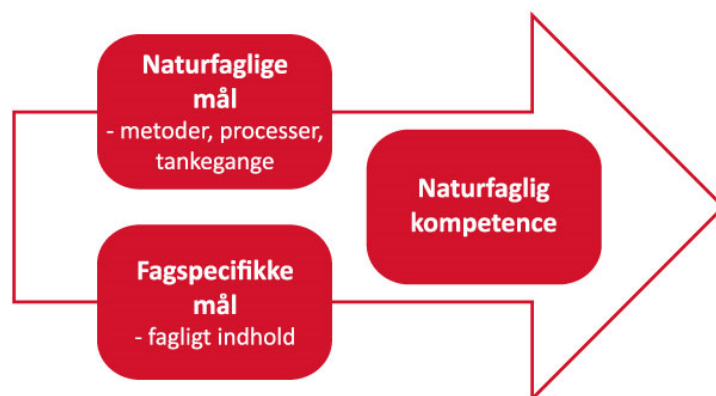 Naturfaglige
mål
- metoder, processer,
tankegange
Naturfaglig
kompetence
Fagspecifikke
mål
- fagligt indhold